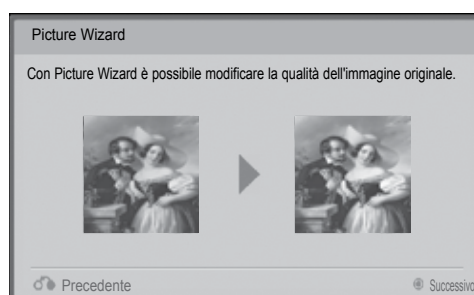 Picture Wizard
Con Picture Wizard è possibile modificare la qualità dell'immagine originale.
Precedente
Successivo